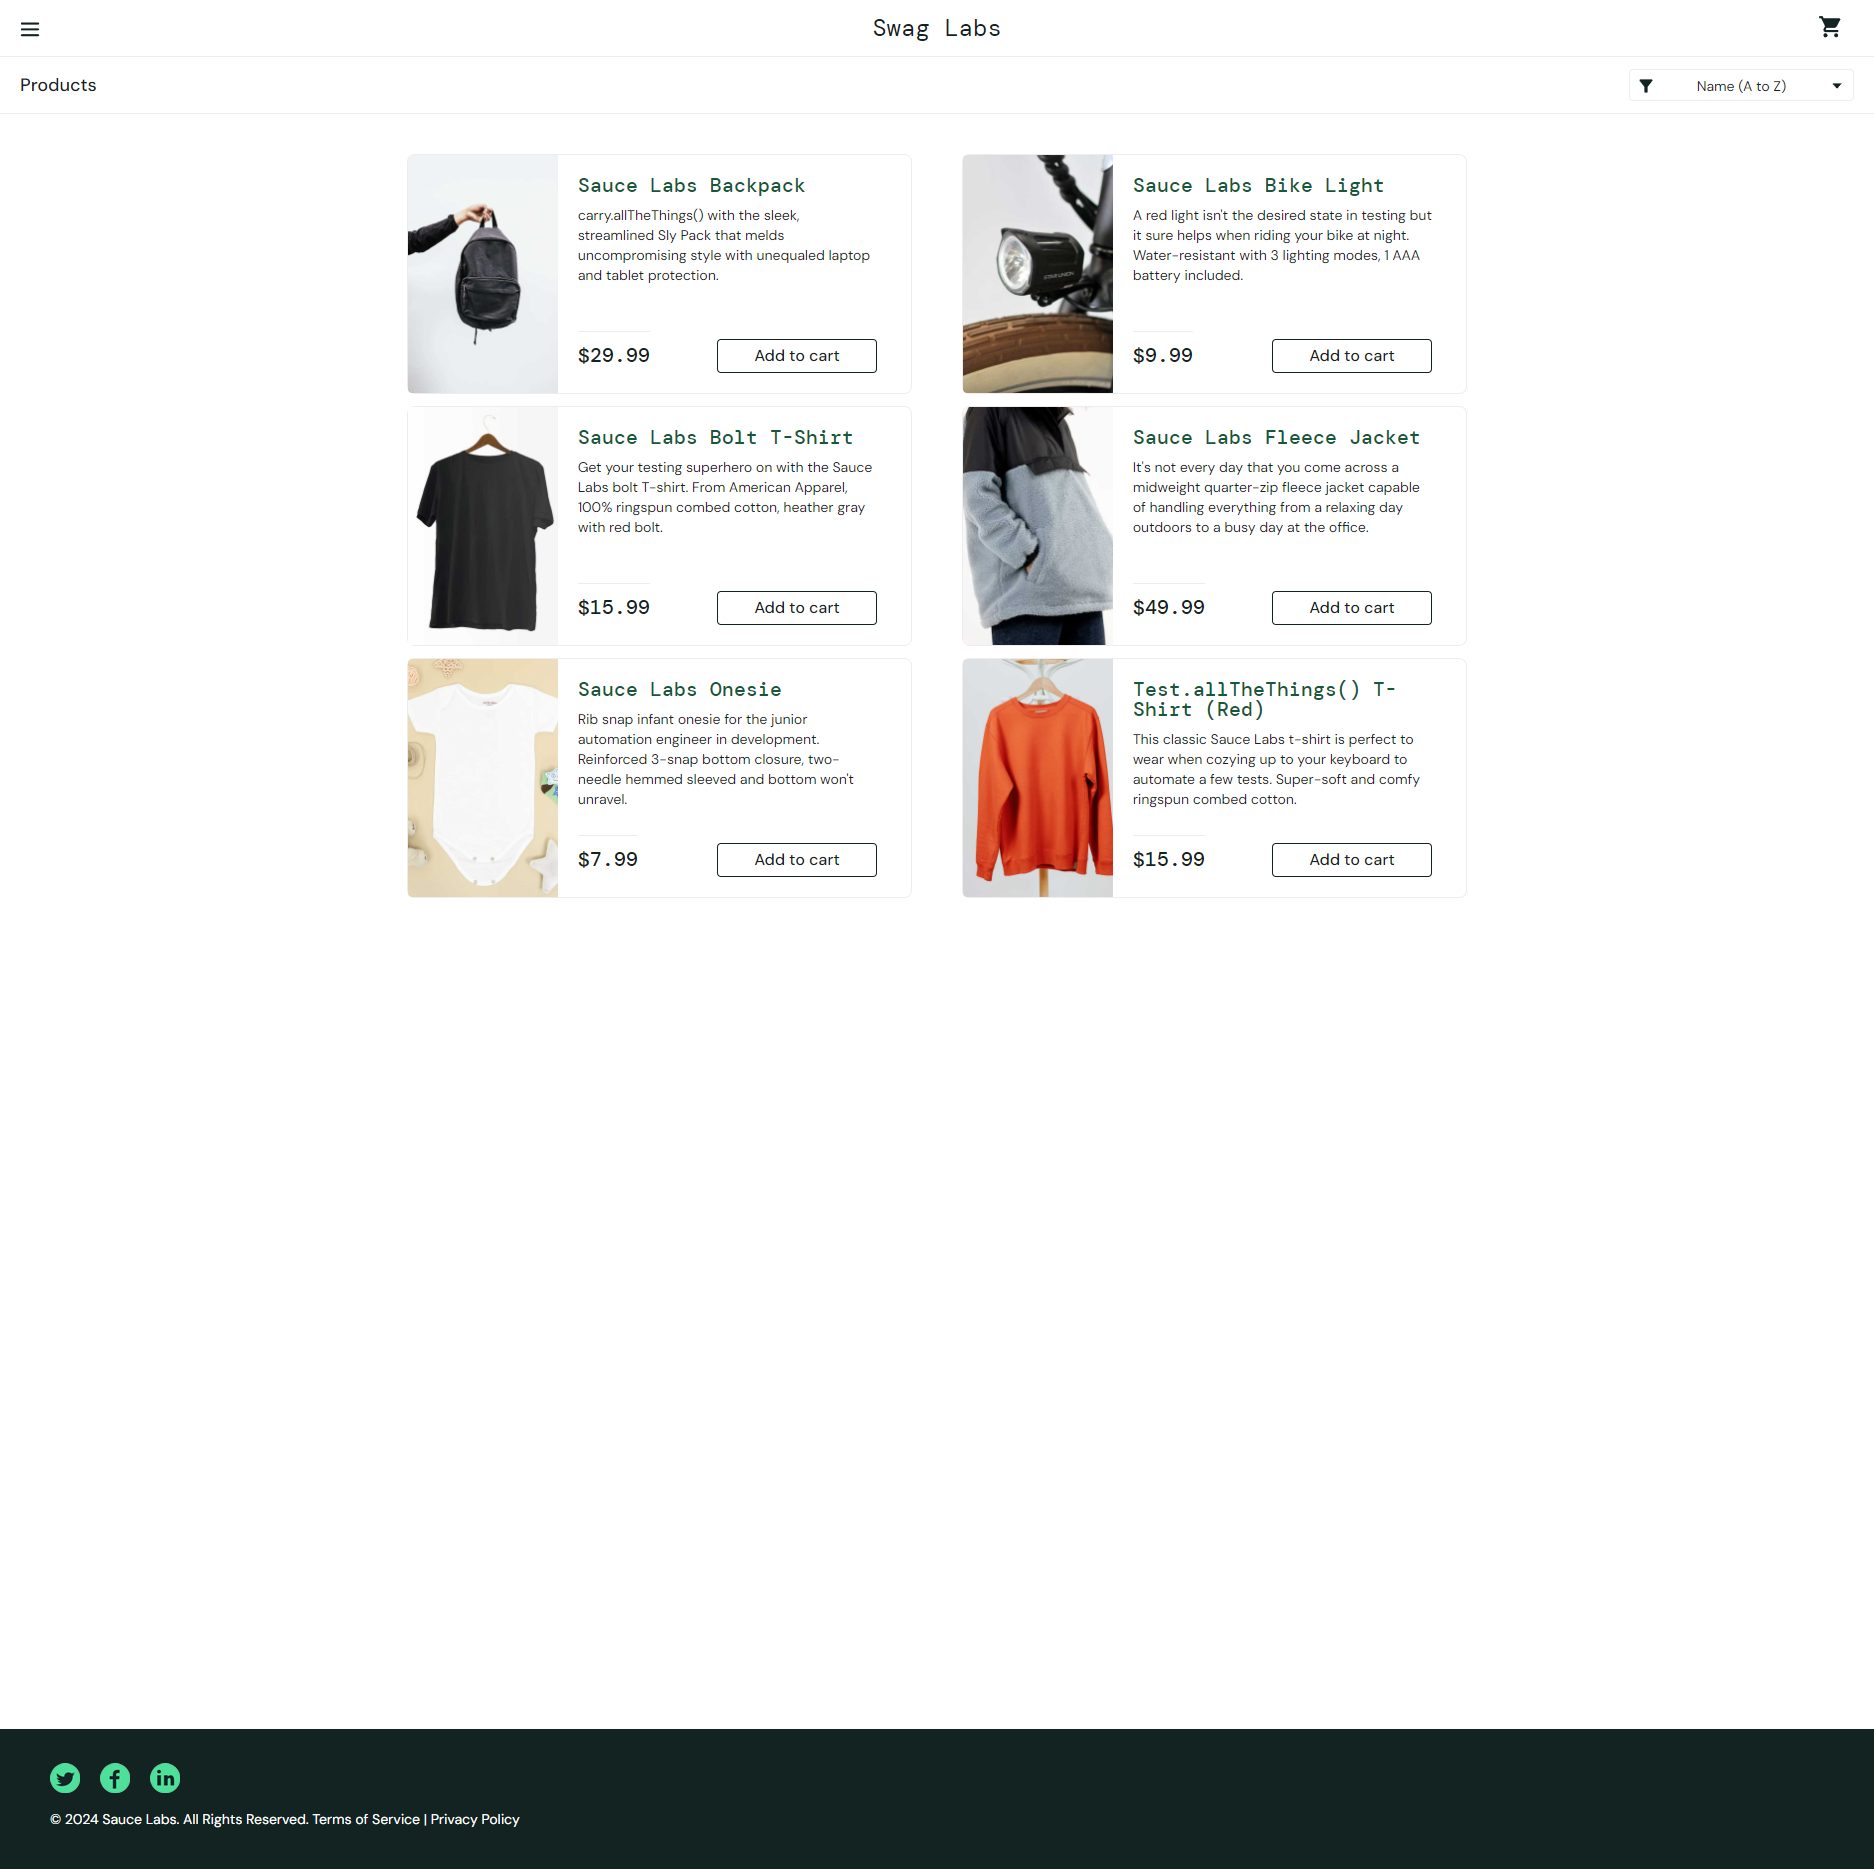 Swag Labs
Products
Name (A to Z)
Sauce Labs Backpack
carry.allTheThings() with the sleek,
streamlined Sly Pack that melds
uncompromising style with unequaled laptop
and tablet protection.
$29.99
Add to cart
Sauce Labs Bike Light
A red light isn't the desired state in testing but
it sure helps when riding your bike at night.
Water-resistant with 3 lighting modes, 1 AAA
battery included.
$9.99
Add to cart
Sauce Labs Bolt T-Shirt
Get your testing superhero on with the Sauce
Labs bolt T-shirt. From American Apparel,
100% ringspun combed cotton, heather gray
with red bolt.
$15.99
Add to cart
Sauce Labs Fleece Jacket
It's not every day that you come across a
midweight quarter-zip fleece jacket capable
of handling everything from a relaxing day
outdoors to a busy day at the office.
$49.99
Add to cart
Sauce Labs Onesie
Rib snap infant onesie for the junior
automation engineer in development.
Reinforced 3-snap bottom closure, two-
needle hemmed sleeved and bottom won't
unravel.
$7.99
Add to cart
Test.allTheThings() T-
Shirt (Red)
This classic Sauce Labs t-shirt is perfect to
wear when cozying up to your keyboard to
automate a few tests. Super-soft and comfy
ringspun combed cotton.
$15.99
Add to cart
© 2024 Sauce Labs. All Rights Reserved. Terms of Service | Privacy Policy